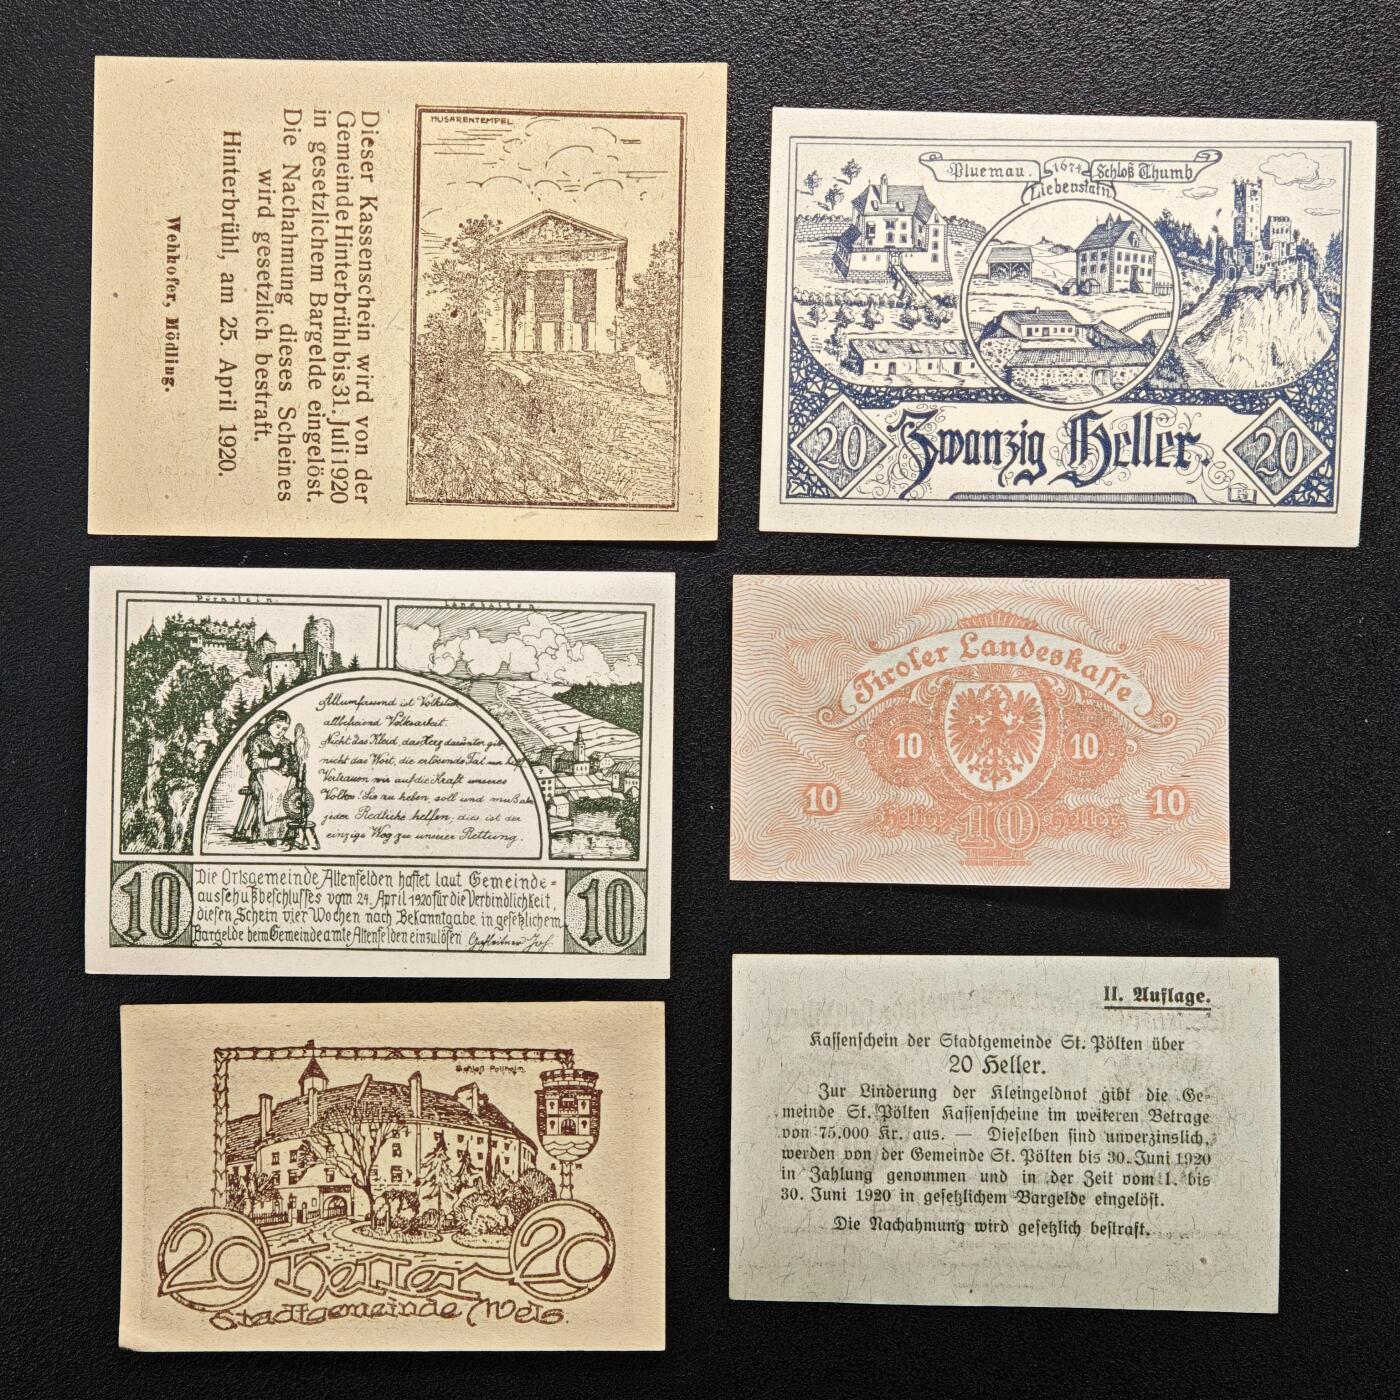 HUSARENTEMPEL
Dieser Kassenschein wird von der
Gemeinde Hinterbrühl bis 31. Juli 1920
in gesetzlichem Bargelde eingelöst.
Die Nachahmung dieses Scheines
wird gesetzlich bestraft.
Hinterbrühl, am 25. April 1920.
Wehhofer, Mödling.
Pluemau. 1674 Schloß Thumb
Liebenstain
Zwanzig Heller.
20
20
Pürnstein.
Langhalsen.
Allumfassend ist Volksleid
allbefreiend Volksarbeit.
Nicht das Kleid, das Herz darunter gilt,
nicht das Wort, die erlösende Tat nur hilft
Vertrauen wir auf die Kraft unseres
Volkes! Sie zu heben, soll und muß
jeder Redliche helfen, dies ist der
einzige Weg zu unserer Rettung.
10
Die Ortsgemeinde Altenfelden haftet laut Gemeinde=
ausschußbeschlusses vom 24. April 1920 für die Verbindlichkeit,
diesen Schein vier Wochen nach Bekanntgabe in gesetzlichem
Bargelde beim Gemeindeamte Altenfelden einzulösen
10
Tiroler Landeskasse
10
10
10
10
Heller 10 Heller
Schloß Pollheim
20 Heller 20
Stadtgemeinde Wels.
II. Auflage.
Kassenschein der Stadtgemeinde St. Pölten über
20 Heller.
Zur Linderung der Kleingeldnot gibt die Ge-
meinde St. Pölten Kassenscheine im weiteren Betrage
von 75.000 Kr. aus. — Dieselben sind unverzinslich,
werden von der Gemeinde St. Pölten bis 30. Juni 1920
in Zahlung genommen und in der Zeit vom 1. bis
30. Juni 1920 in gesetzlichem Bargelde eingelöst.
Die Nachahmung wird gesetzlich bestraft.